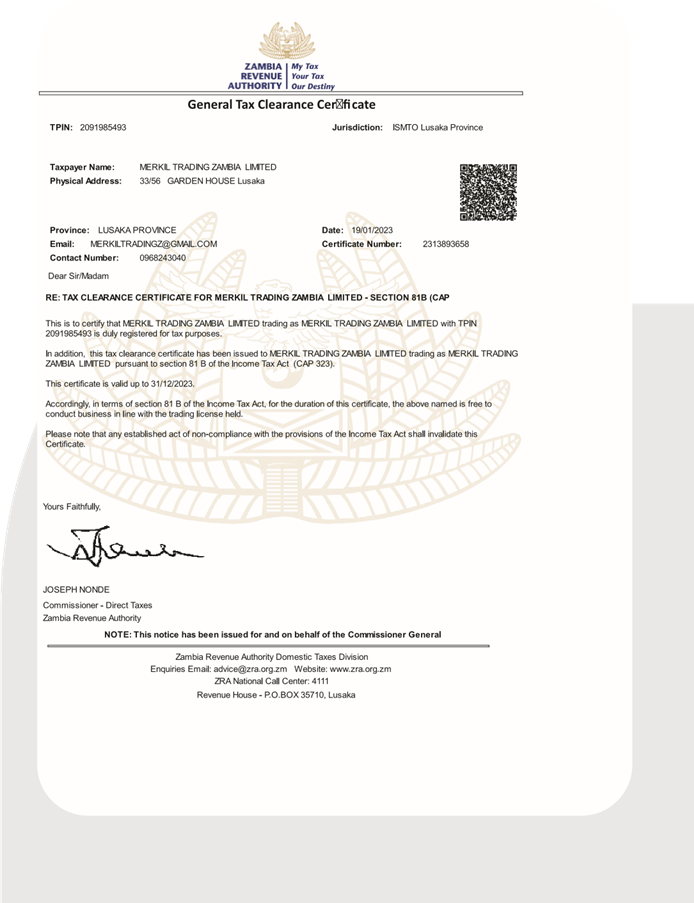 ZAMBIA
REVENUE
AUTHORITY
My Tax
Your Tax
Our Destiny
General Tax Clearance Cer☒ficate
TPIN: 2091985493
Jurisdiction: ISMTO Lusaka Province
Taxpayer Name: MERKIL TRADING ZAMBIA LIMITED
Physical Address: 33/56 GARDEN HOUSE Lusaka
Province: LUSAKA PROVINCE
Date: 19/01/2023
Email: MERKILTRADINGZ@GMAIL.COM
Certificate Number: 2313893658
Contact Number: 0968243040
Dear Sir/Madam
RE: TAX CLEARANCE CERTIFICATE FOR MERKIL TRADING ZAMBIA LIMITED - SECTION 81B (CAP
This is to certify that MERKIL TRADING ZAMBIA LIMITED trading as MERKIL TRADING ZAMBIA LIMITED with TPIN
2091985493 is duly registered for tax purposes.
In addition, this tax clearance certificate has been issued to MERKIL TRADING ZAMBIA LIMITED trading as MERKIL TRADING
ZAMBIA LIMITED pursuant to section 81 B of the Income Tax Act (CAP 323).
This certificate is valid up to 31/12/2023.
Accordingly, in terms of section 81 B of the Income Tax Act, for the duration of this certificate, the above named is free to
conduct business in line with the trading license held.
Please note that any established act of non-compliance with the provisions of the Income Tax Act shall invalidate this
Certificate.
Yours Faithfully,
JOSEPH NONDE
Commissioner - Direct Taxes
Zambia Revenue Authority
NOTE: This notice has been issued for and on behalf of the Commissioner General
Zambia Revenue Authority Domestic Taxes Division
Enquiries Email: advice@zra.org.zm Website: www.zra.org.zm
ZRA National Call Center: 4111
Revenue House - P.O.BOX 35710, Lusaka